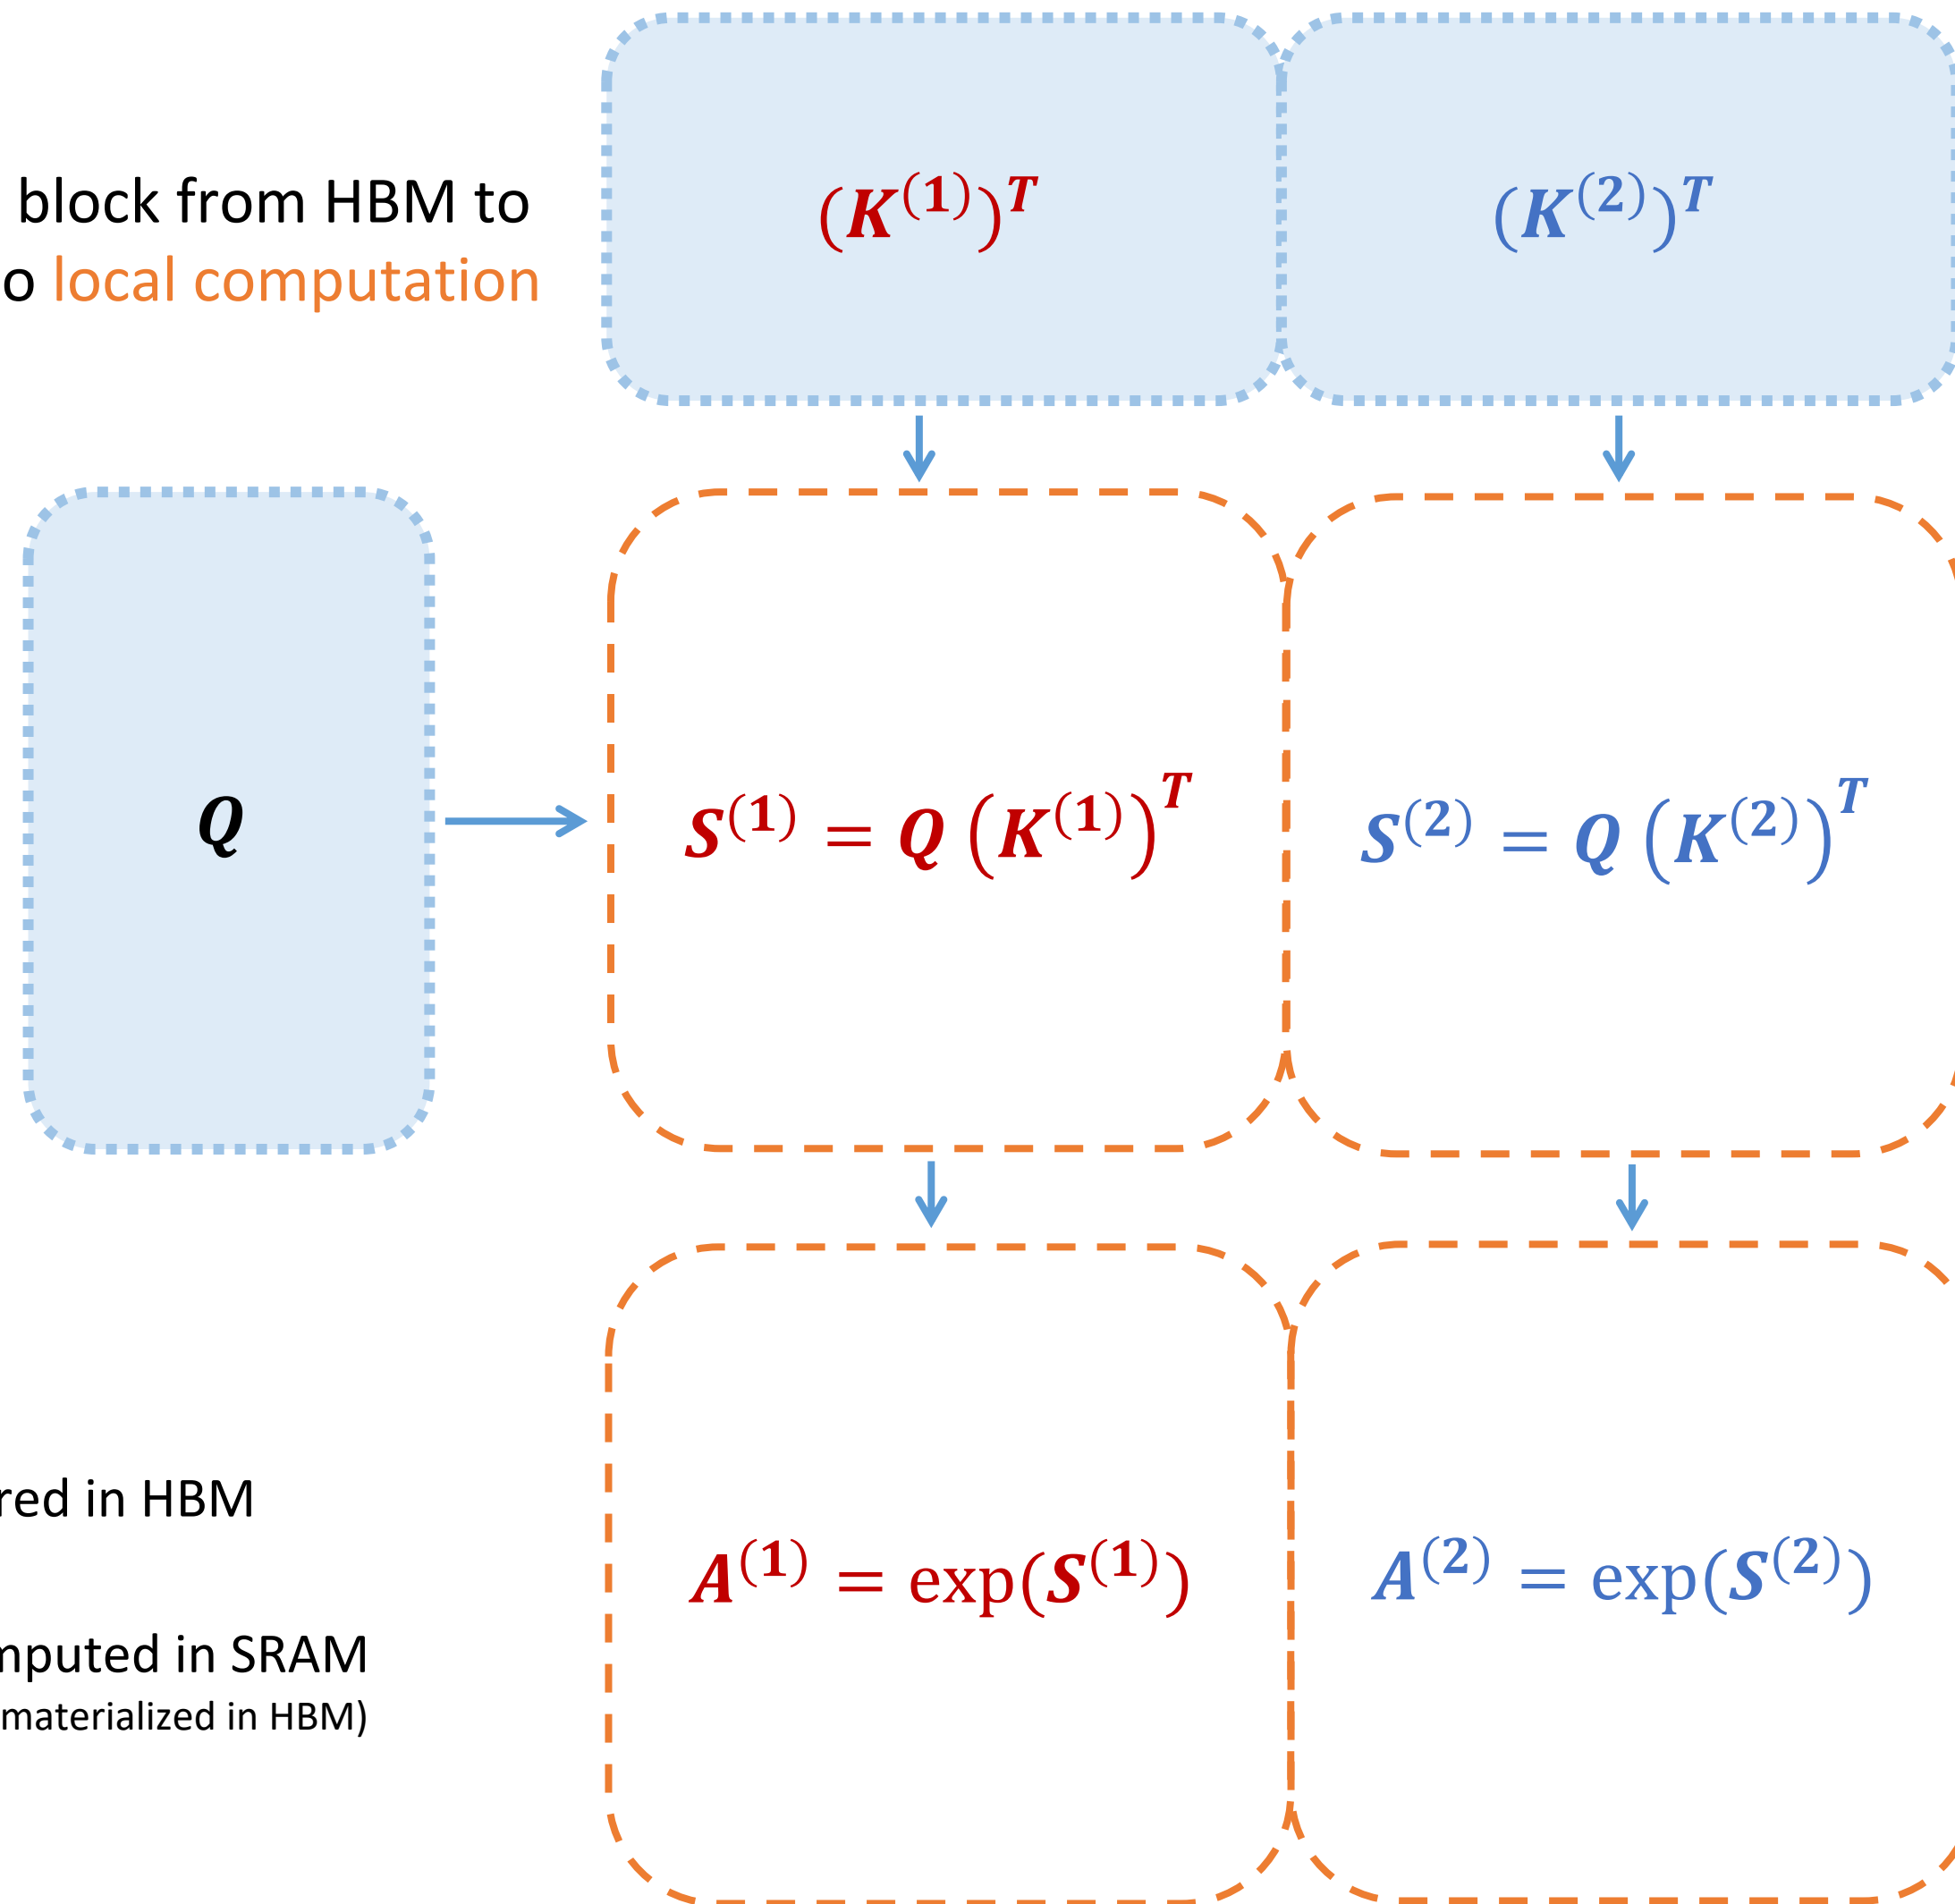 block from HBM to
o local computation
(K^(1))^T
(K^(2))^T
Q
S^(1) = Q (K^(1))^T
S^(2) = Q (K^(2))^T
red in HBM
A^(1) = exp(S^(1))
A^(2) = exp(S^(2))
mputed in SRAM
materialized in HBM)